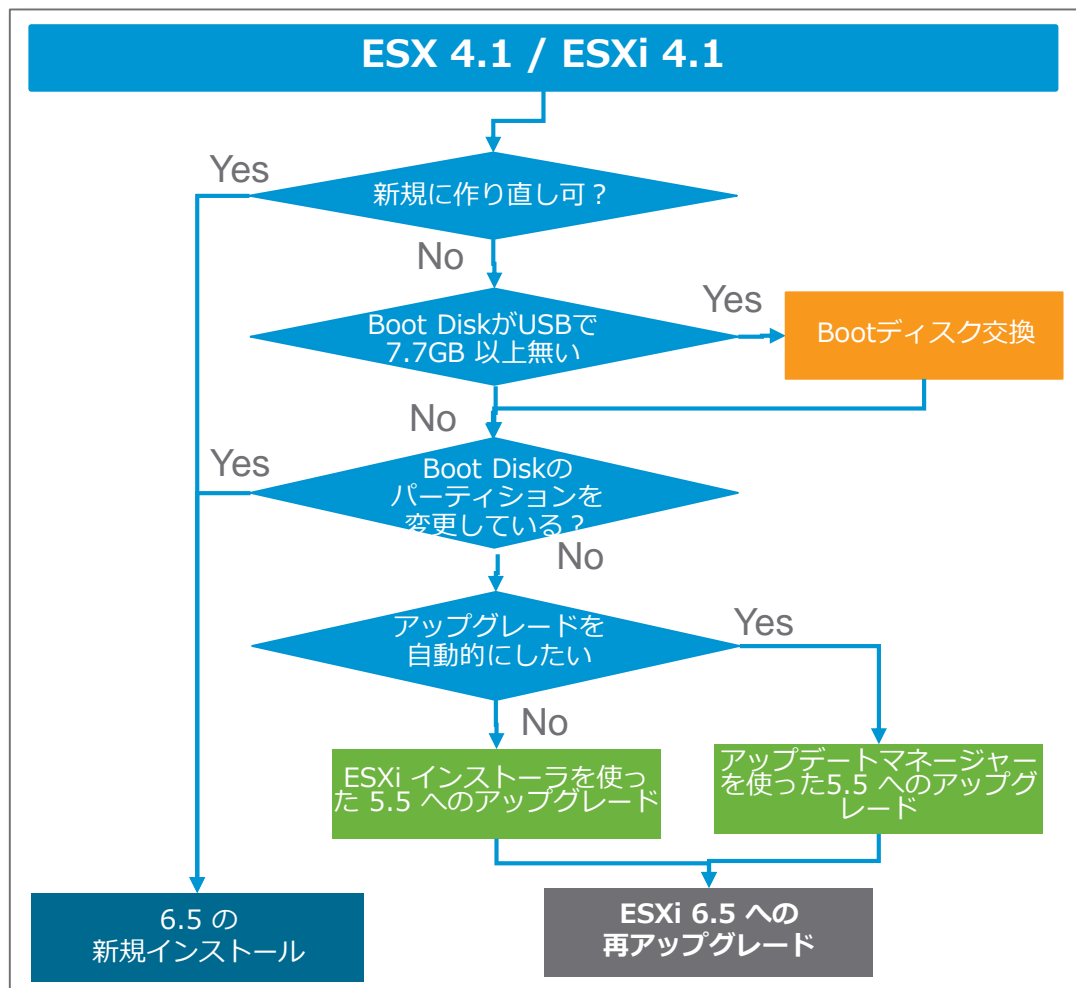 ESX 4.1 / ESXi 4.1
Yes
新規に作り直し可？
No
Boot DiskがUSBで
7.7GB 以上無い
Yes
Bootディスク交換
No
Yes
Boot Diskの
パーティションを
変更している？
No
アップグレードを
自動的にしたい
Yes
No
ESXi インストーラを使っ
た 5.5 へのアップグレード
アップデートマネージャー
を使った5.5 へのアップグ
レード
6.5 の
新規インストール
ESXi 6.5 への
再アップグレード